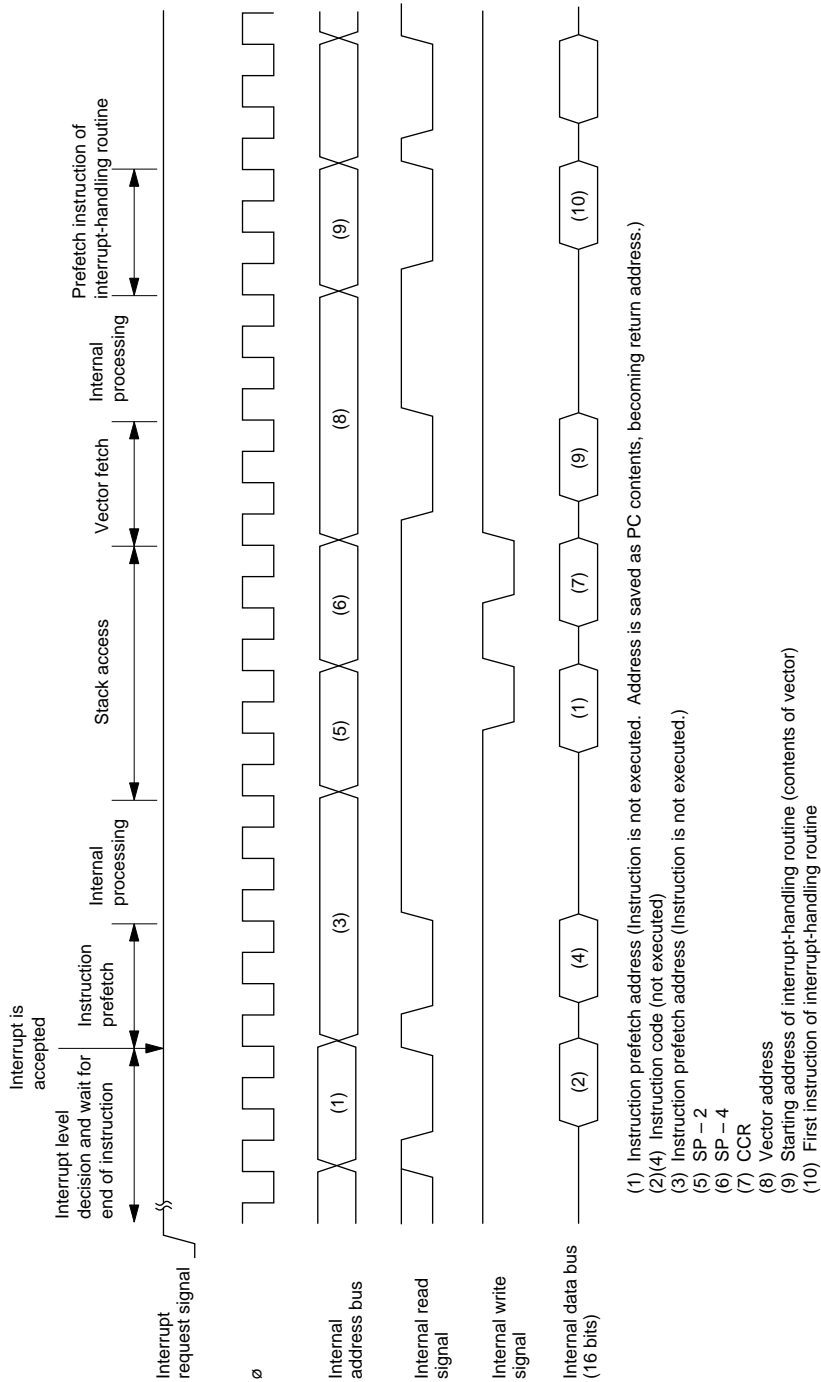 Interrupt is
accepted
Interrupt level
decision and wait for
end of instruction
Instruction
prefetch
Internal
processing
Stack access
Vector fetch
Internal
processing
Prefetch instruction of
interrupt-handling routine
Interrupt
request signal
ø
Internal
address bus
(1)
(3)
(5)
(6)
(8)
(9)
Internal read
signal
Internal write
signal
Internal data bus
(16 bits)
(2)
(4)
(1)
(7)
(9)
(10)
(1) Instruction prefetch address (Instruction is not executed. Address is saved as PC contents, becoming return address.)
(2)(4) Instruction code (not executed)
(3) Instruction prefetch address (Instruction is not executed.)
(5) SP – 2
(6) SP – 4
(7) CCR
(8) Vector address
(9) Starting address of interrupt-handling routine (contents of vector)
(10) First instruction of interrupt-handling routine